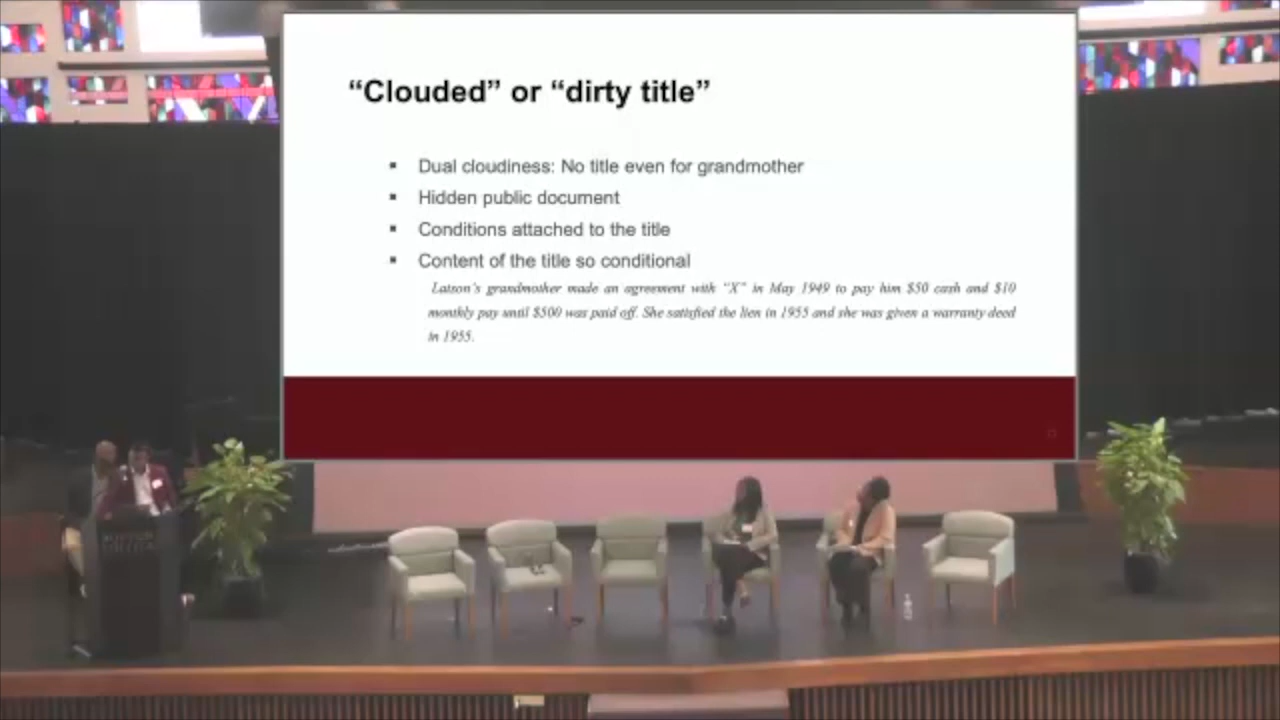 “Clouded” or “dirty title”
▪ Dual cloudiness: No title even for grandmother
▪ Hidden public document
▪ Conditions attached to the title
▪ Content of the title so conditional
Latson’s grandmother made an agreement with “X” in May 1949 to pay him $50 cash and $10
monthly pay until $500 was paid off. She satisfied the lien in 1955 and she was given a warranty deed
in 1955.